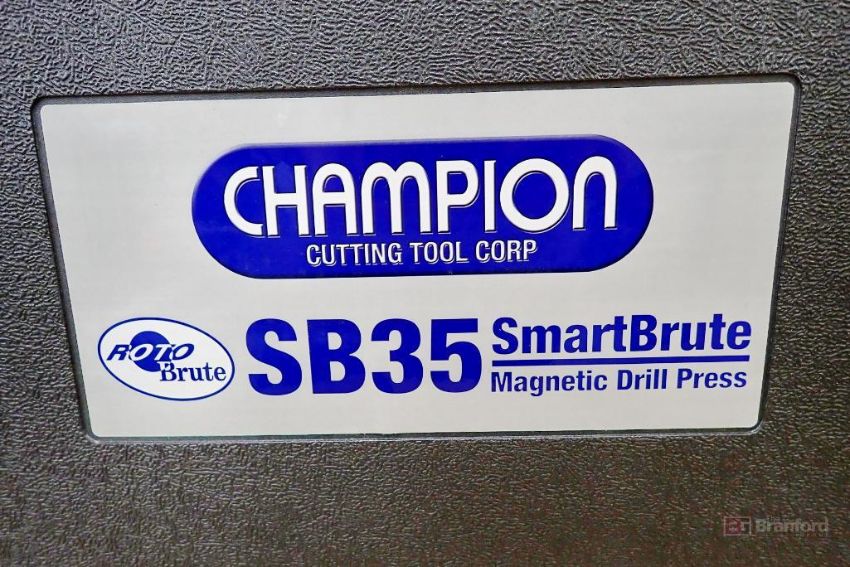 CHAMPION
CUTTING TOOL CORP
ROTO
Brute
SB35
SmartBrute
Magnetic Drill Press
Branford